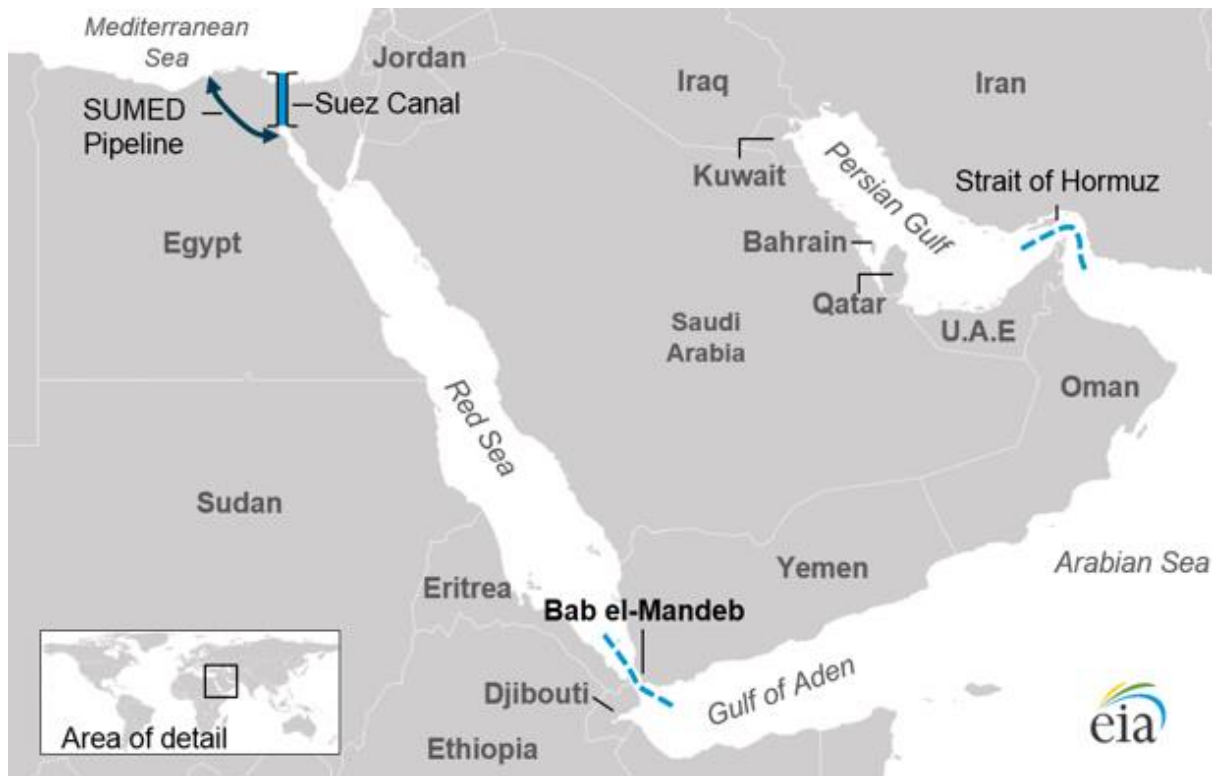 Mediterranean
Sea
Jordan
Iraq
Iran
SUMED
Pipeline
Suez Canal
Kuwait
Persian Gulf
Strait of Hormuz
Egypt
Bahrain
Qatar
Saudi
Arabia
U.A.E
Oman
Red Sea
Sudan
Yemen
Arabian Sea
Eritrea
Bab el-Mandeb
Djibouti
Gulf of Aden
Ethiopia
Area of detail
eia